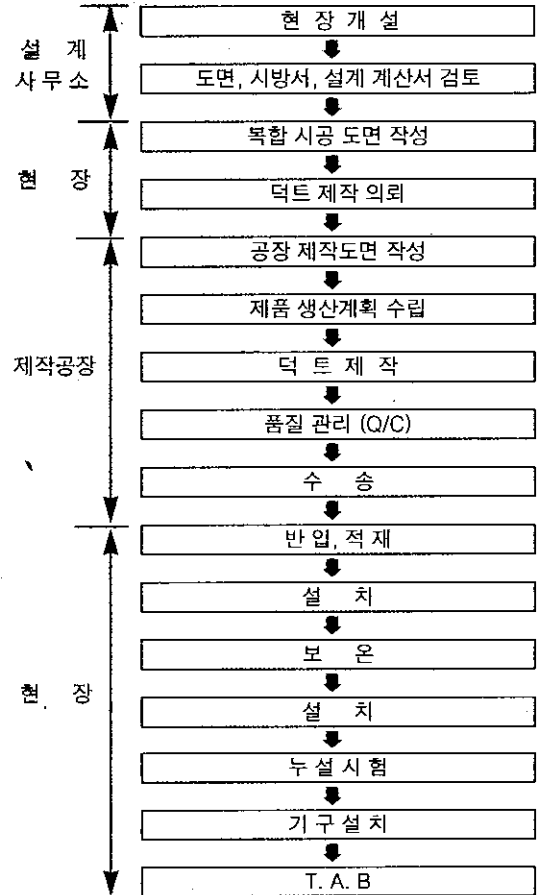 현 장 개 설
설 계
사 무 소
도면, 시방서, 설계 계산서 검토
복합 시공 도면 작성
현 장
덕트 제작 의뢰
공장 제작도면 작성
제품 생산계획 수립
제작공장
덕 트 제 작
품질 관리 (Q/C)
수 송
반 입, 적 재
설 치
보 온
현 장
설 치
누 설 시 험
기 구 설 치
T. A. B